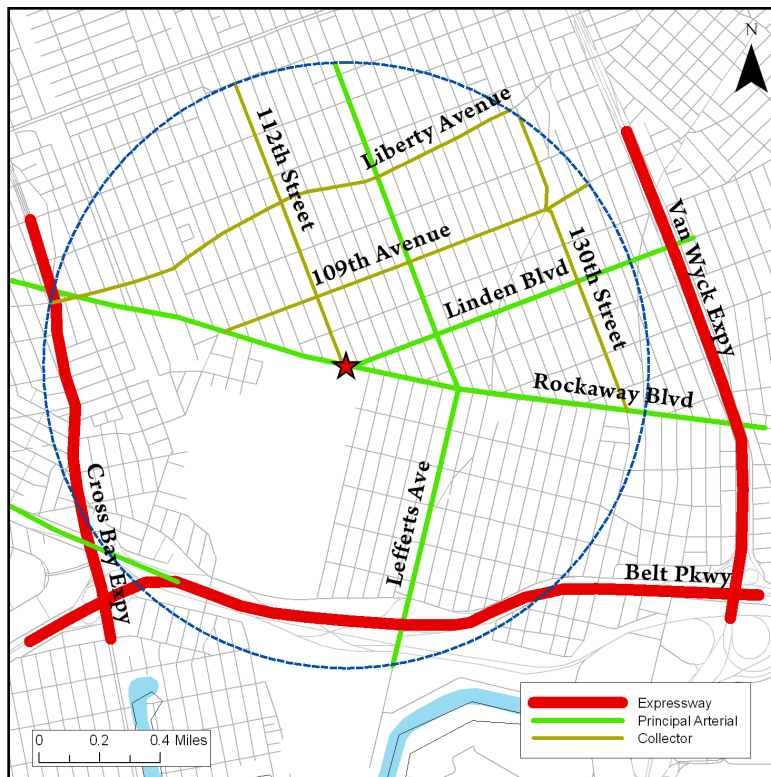 N
Liberty Avenue
112th Street
Van Wyck Expy
109th Avenue
130th Street
Linden Blvd
Rockaway Blvd
Cross Bay Expy
Lefferts Ave
Belt Pkwy
Expressway
Principal Arterial
Collector
0 0.2 0.4 Miles